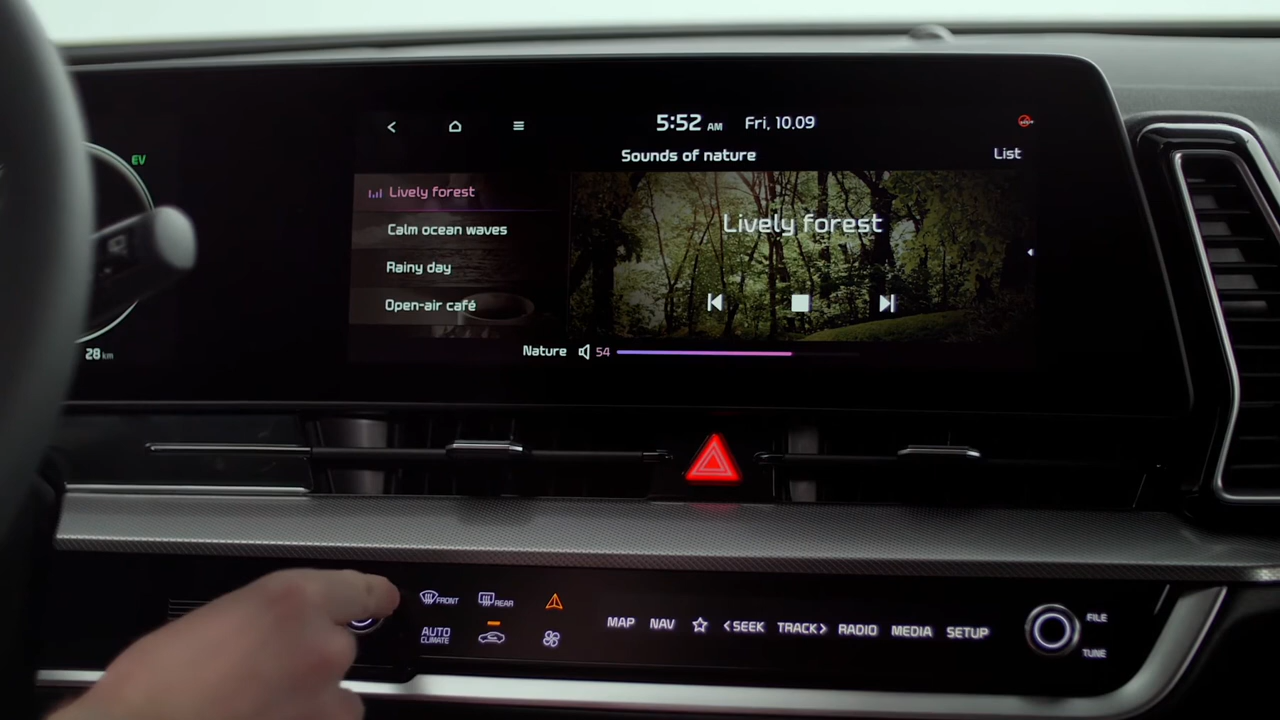 5:52 AM Fri, 10.09
EV
Sounds of nature
List
Lively forest
Calm ocean waves
Rainy day
Open-air café
Lively forest
Nature 54
28 km
FRONT
REAR
AUTO
CLIMATE
MAP NAV <SEEK TRACK> RADIO MEDIA SETUP
FILE
TUNE